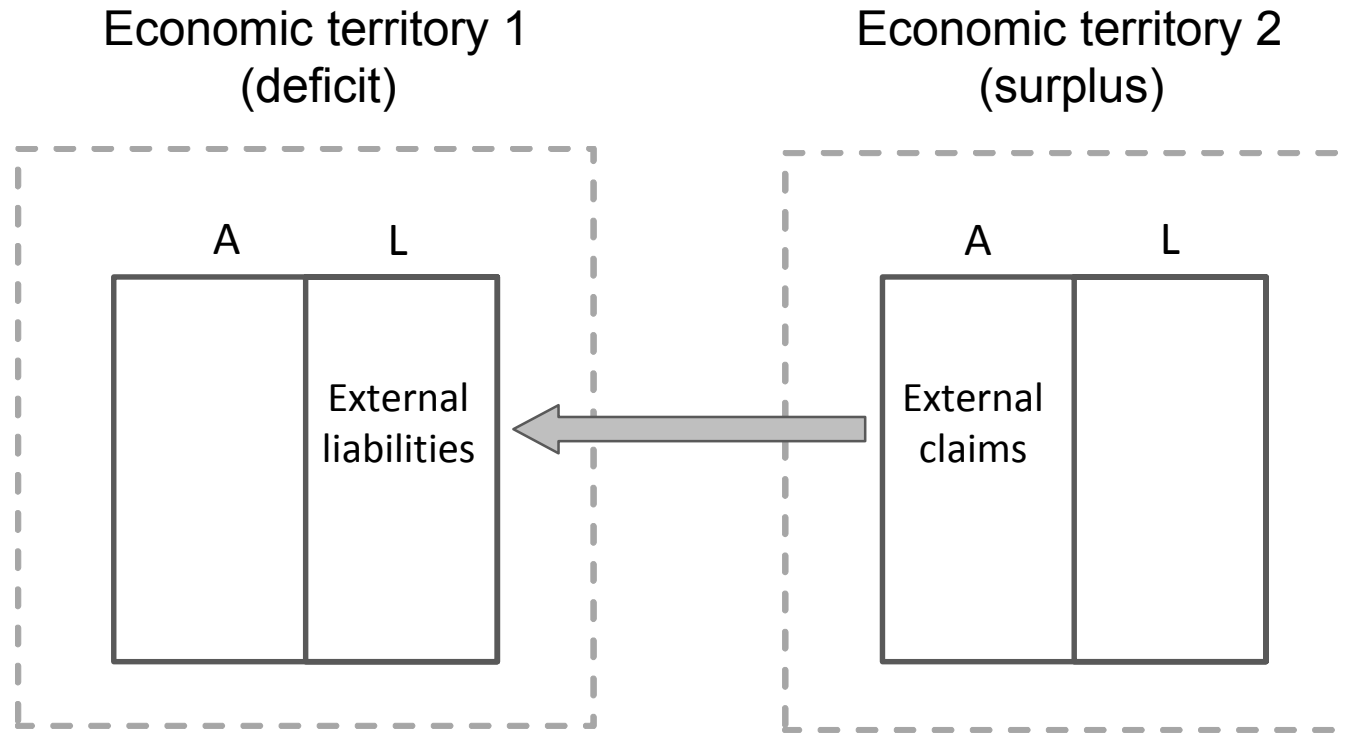 Economic territory 1
(deficit)
Economic territory 2
(surplus)
A
L
A
L
External
liabilities
External
claims